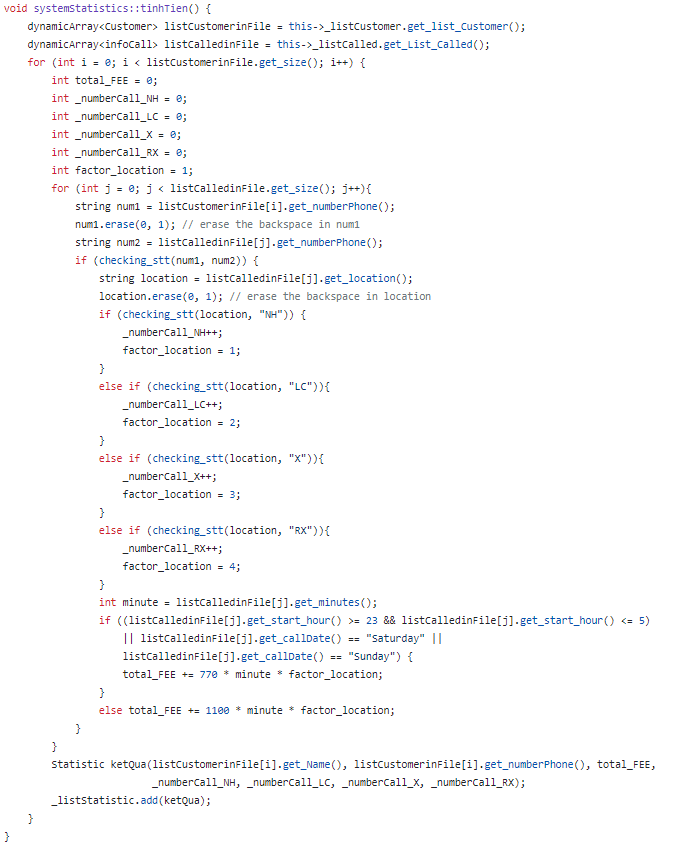 void systemStatistics::tinhTien() {
    dynamicArray<Customer> listCustomerinFile = this->_listCustomer.get_list_Customer();
    dynamicArray<infoCall> listCalledinFile = this->_listCalled.get_List_Called();
    for (int i = 0; i < listCustomerinFile.get_size(); i++) {
        int total_FEE = 0;
        int _numberCall_NH = 0;
        int _numberCall_LC = 0;
        int _numberCall_X = 0;
        int _numberCall_RX = 0;
        int factor_location = 1;
        for (int j = 0; j < listCalledinFile.get_size(); j++){
            string num1 = listCustomerinFile[i].get_numberPhone();
            num1.erase(0, 1); // erase the backspace in num1
            string num2 = listCalledinFile[j].get_numberPhone();
            if (checking_stt(num1, num2)) {
                string location = listCalledinFile[j].get_location();
                location.erase(0, 1); // erase the backspace in location
                if (checking_stt(location, "NH")) {
                    _numberCall_NH++;
                    factor_location = 1;
                }
                else if (checking_stt(location, "LC")){
                    _numberCall_LC++;
                    factor_location = 2;
                }
                else if (checking_stt(location, "X")){
                    _numberCall_X++;
                    factor_location = 3;
                }
                else if (checking_stt(location, "RX")){
                    _numberCall_RX++;
                    factor_location = 4;
                }
                int minute = listCalledinFile[j].get_minutes();
                if ((listCalledinFile[j].get_start_hour() >= 23 && listCalledinFile[j].get_start_hour() <= 5)
                    || listCalledinFile[j].get_callDate() == "Saturday" ||
                    listCalledinFile[j].get_callDate() == "Sunday") {
                    total_FEE += 770 * minute * factor_location;
                }
                else total_FEE += 1100 * minute * factor_location;
            }
        }
        Statistic ketQua(listCustomerinFile[i].get_Name(), listCustomerinFile[i].get_numberPhone(), total_FEE,
                         _numberCall_NH, _numberCall_LC, _numberCall_X, _numberCall_RX);
        _listStatistic.add(ketQua);
    }
}